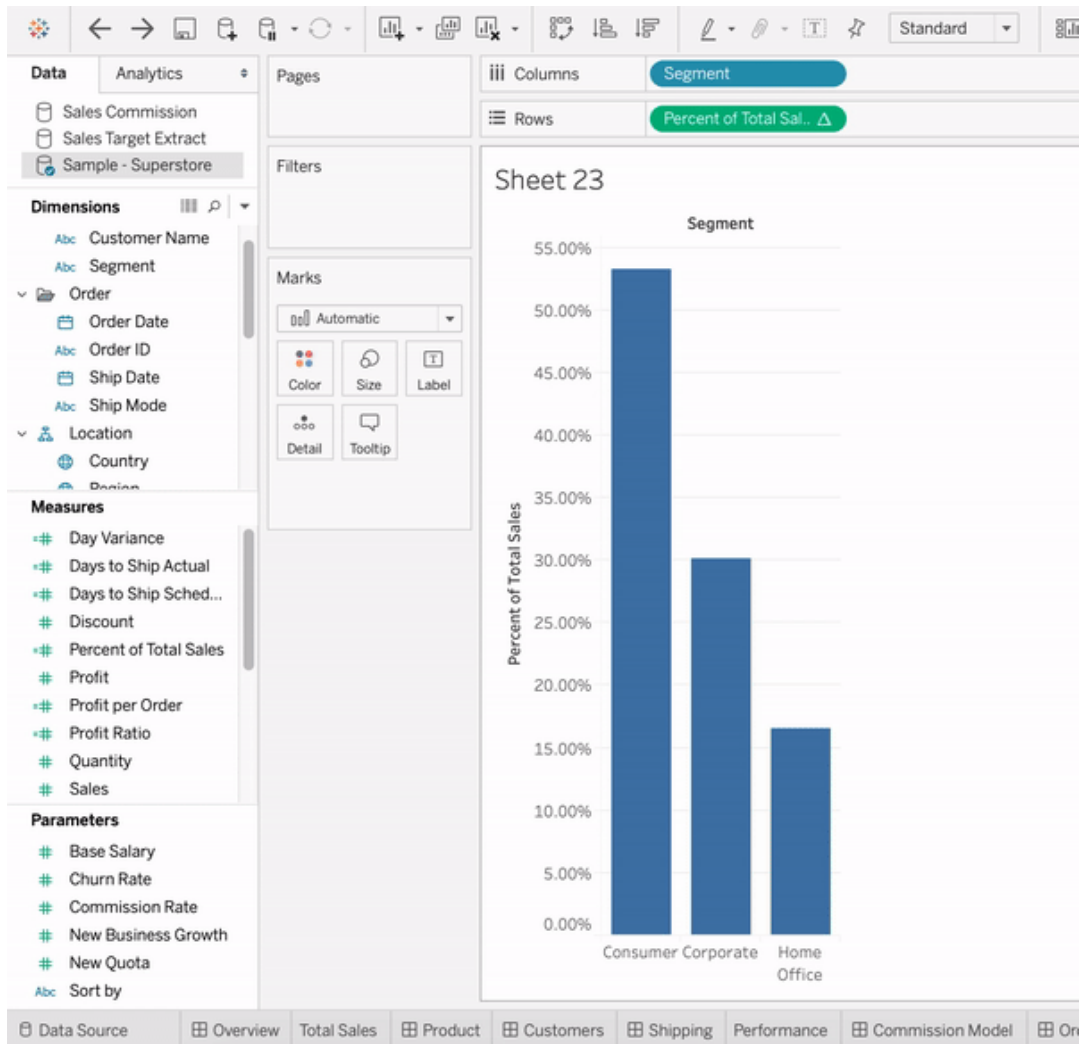 Standard
Data Analytics
Sales Commission
Sales Target Extract
Sample - Superstore
Dimensions
Abc Customer Name
Abc Segment
Order
Order Date
Abc Order ID
Ship Date
Abc Ship Mode
Location
Country
Region
Measures
=# Day Variance
=# Days to Ship Actual
=# Days to Ship Sched...
# Discount
=# Percent of Total Sales
# Profit
=# Profit per Order
=# Profit Ratio
# Quantity
# Sales
Parameters
# Base Salary
# Churn Rate
# Commission Rate
# New Business Growth
# New Quota
Abc Sort by
Pages
Filters
Marks
Automatic
Color Size Label
Detail Tooltip
Columns Segment
Rows Percent of Total Sal.. △
Sheet 23
Segment
55.00%
50.00%
45.00%
40.00%
35.00%
30.00%
25.00%
20.00%
15.00%
10.00%
5.00%
0.00%
Percent of Total Sales
Consumer Corporate Home
Office
Data Source Overview Total Sales Product Customers Shipping Performance Commission Model